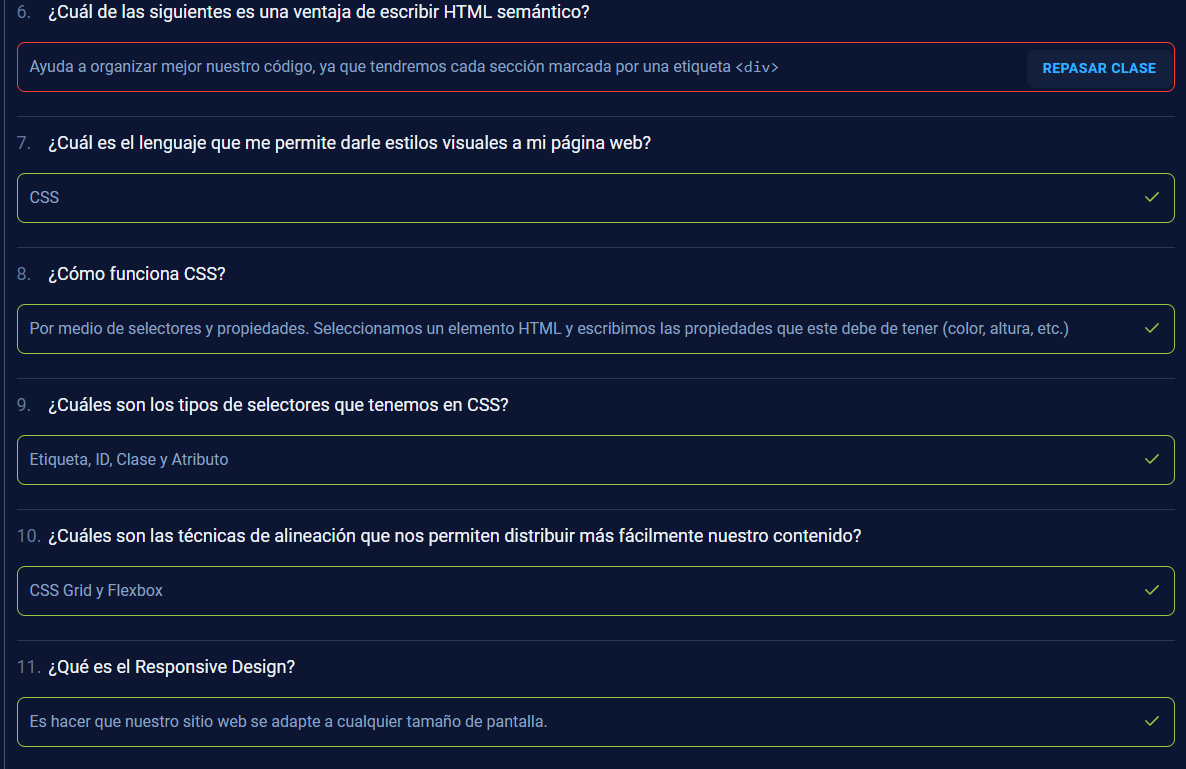 6. ¿Cuál de las siguientes es una ventaja de escribir HTML semántico?
Ayuda a organizar mejor nuestro código, ya que tendremos cada sección marcada por una etiqueta <div>
REPASAR CLASE
7. ¿Cuál es el lenguaje que me permite darle estilos visuales a mi página web?
CSS
8. ¿Cómo funciona CSS?
Por medio de selectores y propiedades. Seleccionamos un elemento HTML y escribimos las propiedades que este debe de tener (color, altura, etc.)
9. ¿Cuáles son los tipos de selectores que tenemos en CSS?
Etiqueta, ID, Clase y Atributo
10. ¿Cuáles son las técnicas de alineación que nos permiten distribuir más fácilmente nuestro contenido?
CSS Grid y Flexbox
11. ¿Qué es el Responsive Design?
Es hacer que nuestro sitio web se adapte a cualquier tamaño de pantalla.